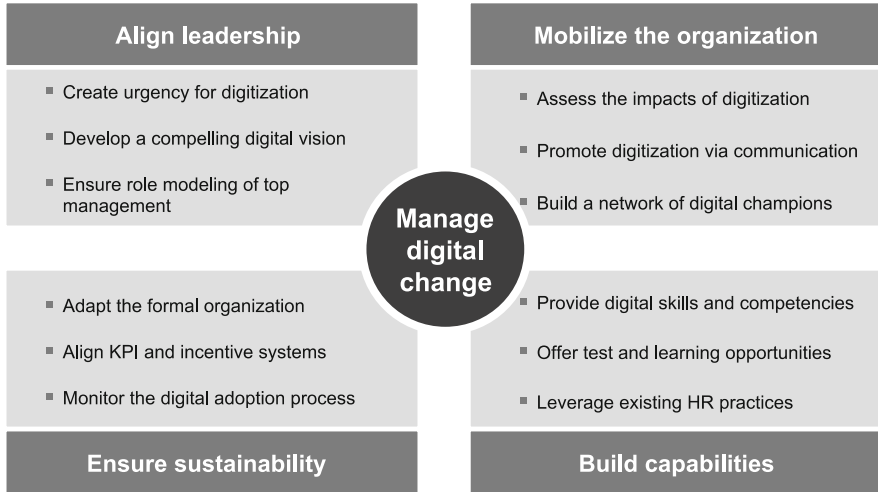 Align leadership
▪ Create urgency for digitization
▪ Develop a compelling digital vision
▪ Ensure role modeling of top
management
Mobilize the organization
▪ Assess the impacts of digitization
▪ Promote digitization via communication
▪ Build a network of digital champions
Manage
digital
change
▪ Adapt the formal organization
▪ Align KPI and incentive systems
▪ Monitor the digital adoption process
Ensure sustainability
▪ Provide digital skills and competencies
▪ Offer test and learning opportunities
▪ Leverage existing HR practices
Build capabilities